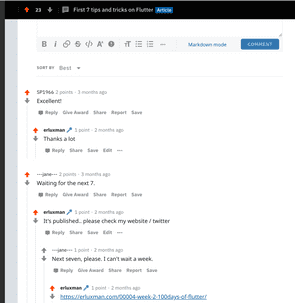 23 First 7 tips and tricks on Flutter Article
B i T
Markdown mode COMMENT
SORT BY Best
SP1966 2 points · 3 months ago
Excellent!
Reply Give Award Share Report Save
erluxman 1 point · 2 months ago
Thanks a lot
Reply Share Save Edit ...
---jane--- 2 points · 3 months ago
Waiting for the next 7.
Reply Give Award Share Report Save
erluxman 1 point · 2 months ago
It's published.. please check my website / twitter
Reply Share Save Edit ...
---jane--- 1 point · 2 months ago
Next seven, please. I can't wait a week.
Reply Give Award Share Report Save
erluxman 1 point · 2 months ago
https://erluxman.com/00004-week-2-100days-of-flutter/